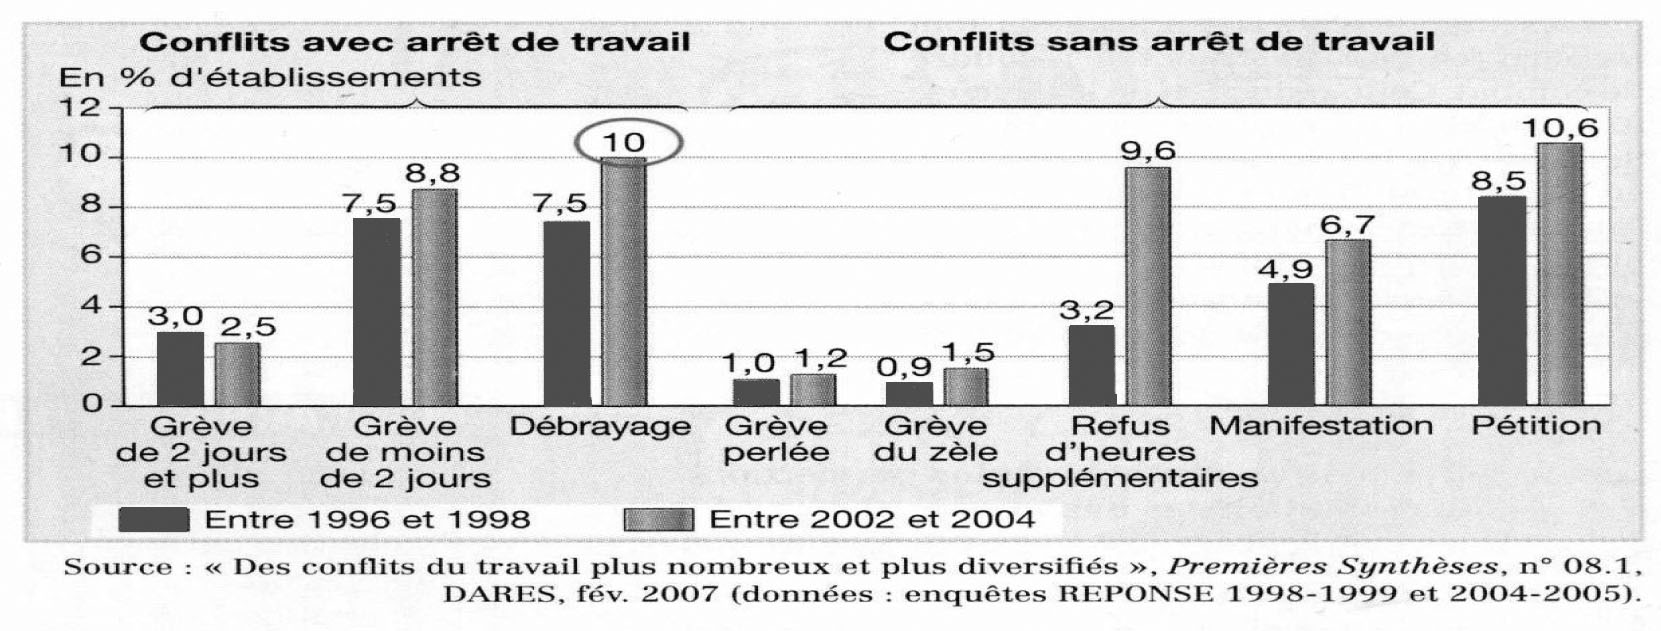 Conflits avec arrêt de travail
Conflits sans arrêt de travail
En % d'établissements
12
10
8
6
4
2
0
3,0
2,5
7,5
8,8
7,5
10
1,0
1,2
0,9
1,5
3,2
9,6
4,9
6,7
8,5
10,6
Grève
de 2 jours
et plus
Grève
de moins
de 2 jours
Débrayage
Grève
perlée
Grève
du zèle
Refus
d'heures
supplémentaires
Manifestation
Pétition
Entre 1996 et 1998
Entre 2002 et 2004
Source : « Des conflits du travail plus nombreux et plus diversifiés », Premières Synthèses, n° 08.1,
DARES, fév. 2007 (données : enquêtes REPONSE 1998-1999 et 2004-2005).